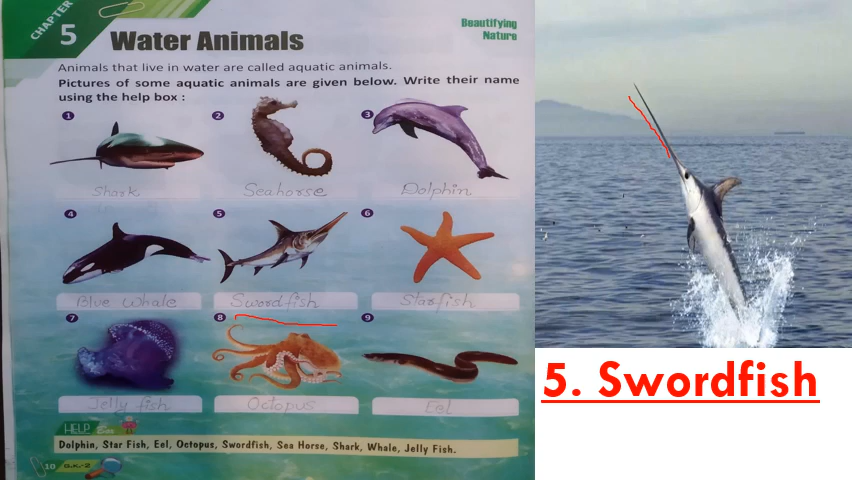 CHAPTER
5
Water Animals
Beautifying
Nature
Animals that live in water are called aquatic animals.
Pictures of some aquatic animals are given below. Write their name
using the help box :
1
2
3
Shark
Seahorse
Dolphin
4
5
6
Blue Whale
Swordfish
Starfish
7
8
9
Jelly fish
Octopus
Eel
HELP
Box
Dolphin, Star Fish, Eel, Octopus, Swordfish, Sea Horse, Shark, Whale, Jelly Fish.
10 G.K.-2
5. Swordfish